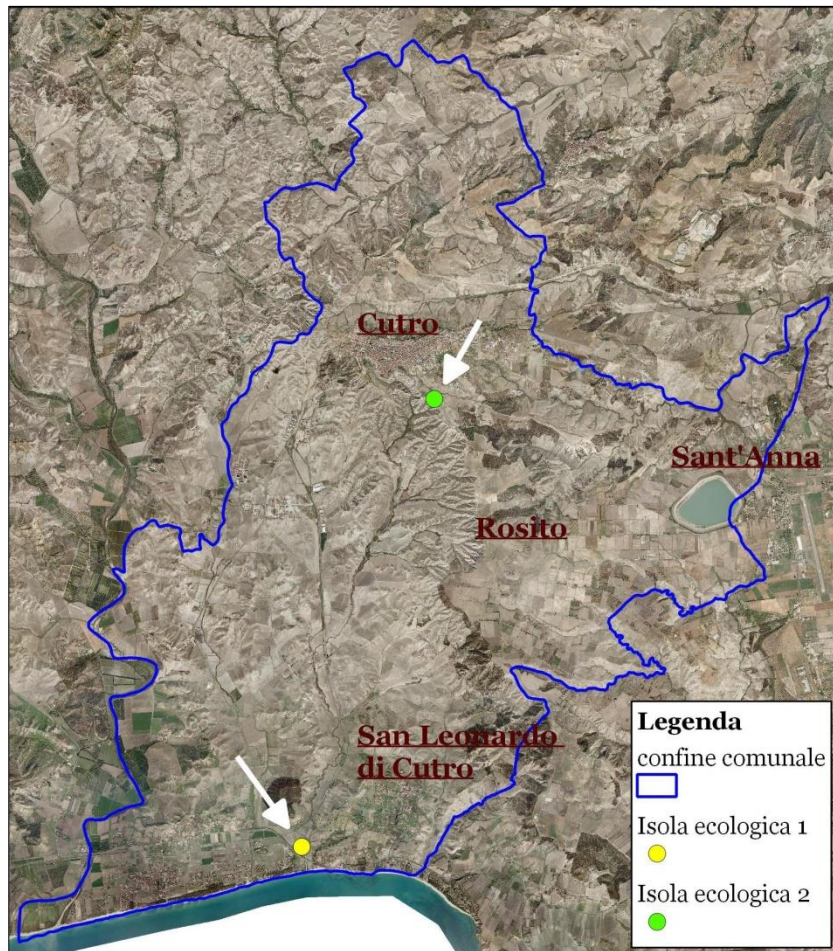 Cutro
Sant'Anna
Rosito
San Leonardo
di Cutro
Legenda
confine comunale
Isola ecologica 1
Isola ecologica 2